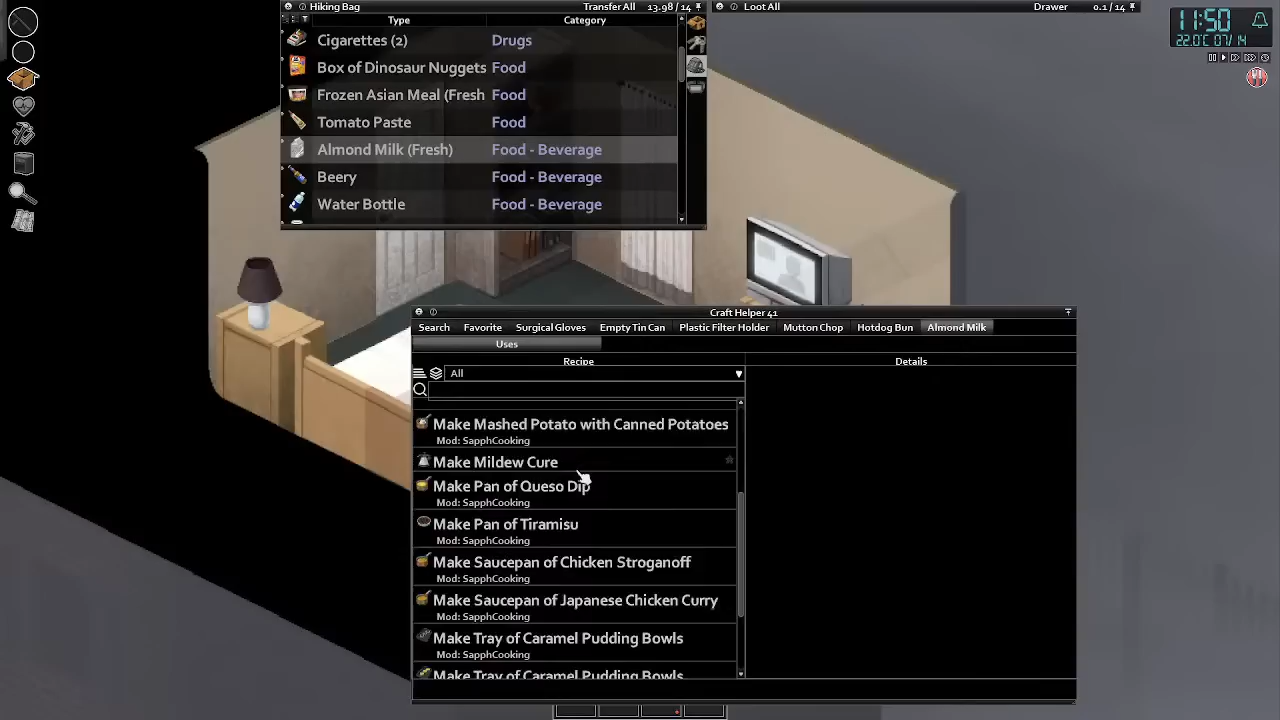 Hiking Bag Transfer All 13.98 / 14
Loot All Drawer 0.1 / 14
Type Category
Cigarettes (2) Drugs
Box of Dinosaur Nuggets Food
Frozen Asian Meal (Fresh Food
Tomato Paste Food
Almond Milk (Fresh) Food - Beverage
Beery Food - Beverage
Water Bottle Food - Beverage
11:50
22.0°C 07/14
Craft Helper 41
Search Favorite Surgical Gloves Empty Tin Can Plastic Filter Holder Mutton Chop Hotdog Bun Almond Milk
Uses
Recipe Details
All
Make Mashed Potato with Canned Potatoes
Mod: SapphCooking
Make Mildew Cure
Make Pan of Queso Dip
Mod: SapphCooking
Make Pan of Tiramisu
Mod: SapphCooking
Make Saucepan of Chicken Stroganoff
Mod: SapphCooking
Make Saucepan of Japanese Chicken Curry
Mod: SapphCooking
Make Tray of Caramel Pudding Bowls
Mod: SapphCooking
Make Tray of Caramel Pudding Bowls